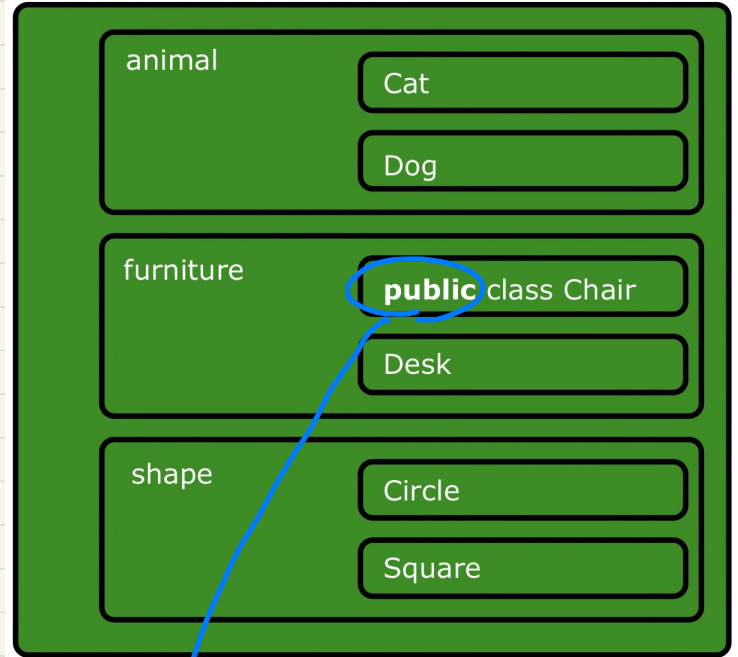 animal
Cat
Dog
furniture
public class Chair
Desk
shape
Circle
Square